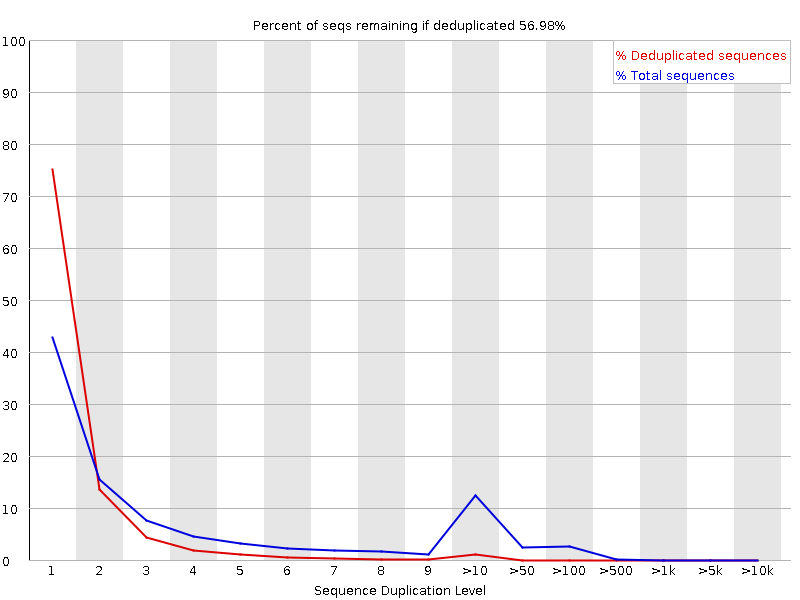 Percent of seqs remaining if deduplicated 56.98%
% Deduplicated sequences
% Total sequences
100
90
80
70
60
50
40
30
20
10
0
1 2 3 4 5 6 7 8 9 >10 >50 >100 >500 >1k >5k >10k
Sequence Duplication Level